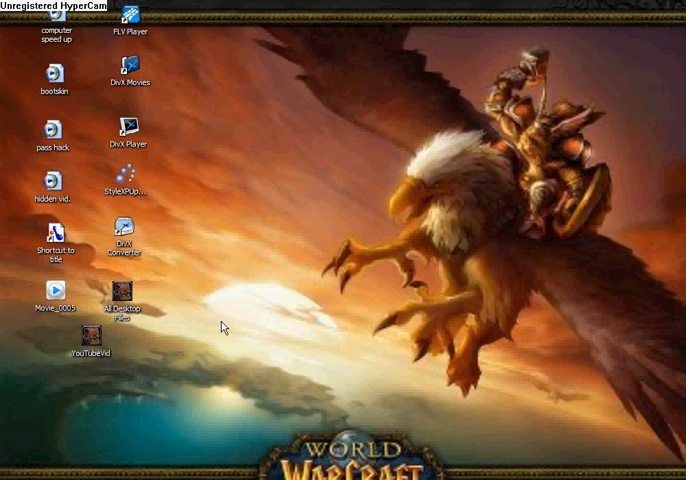 Unregistered HyperCam
computer
speed up
FLV Player
bootskin
DivX Movies
pass hack
DivX Player
hidden vid.
StyleXPUp...
Shortcut to
title
DivX
Converter
Movie_0005
All Desktop
Files
YouTubeVid
WORLD
WARCRAFT